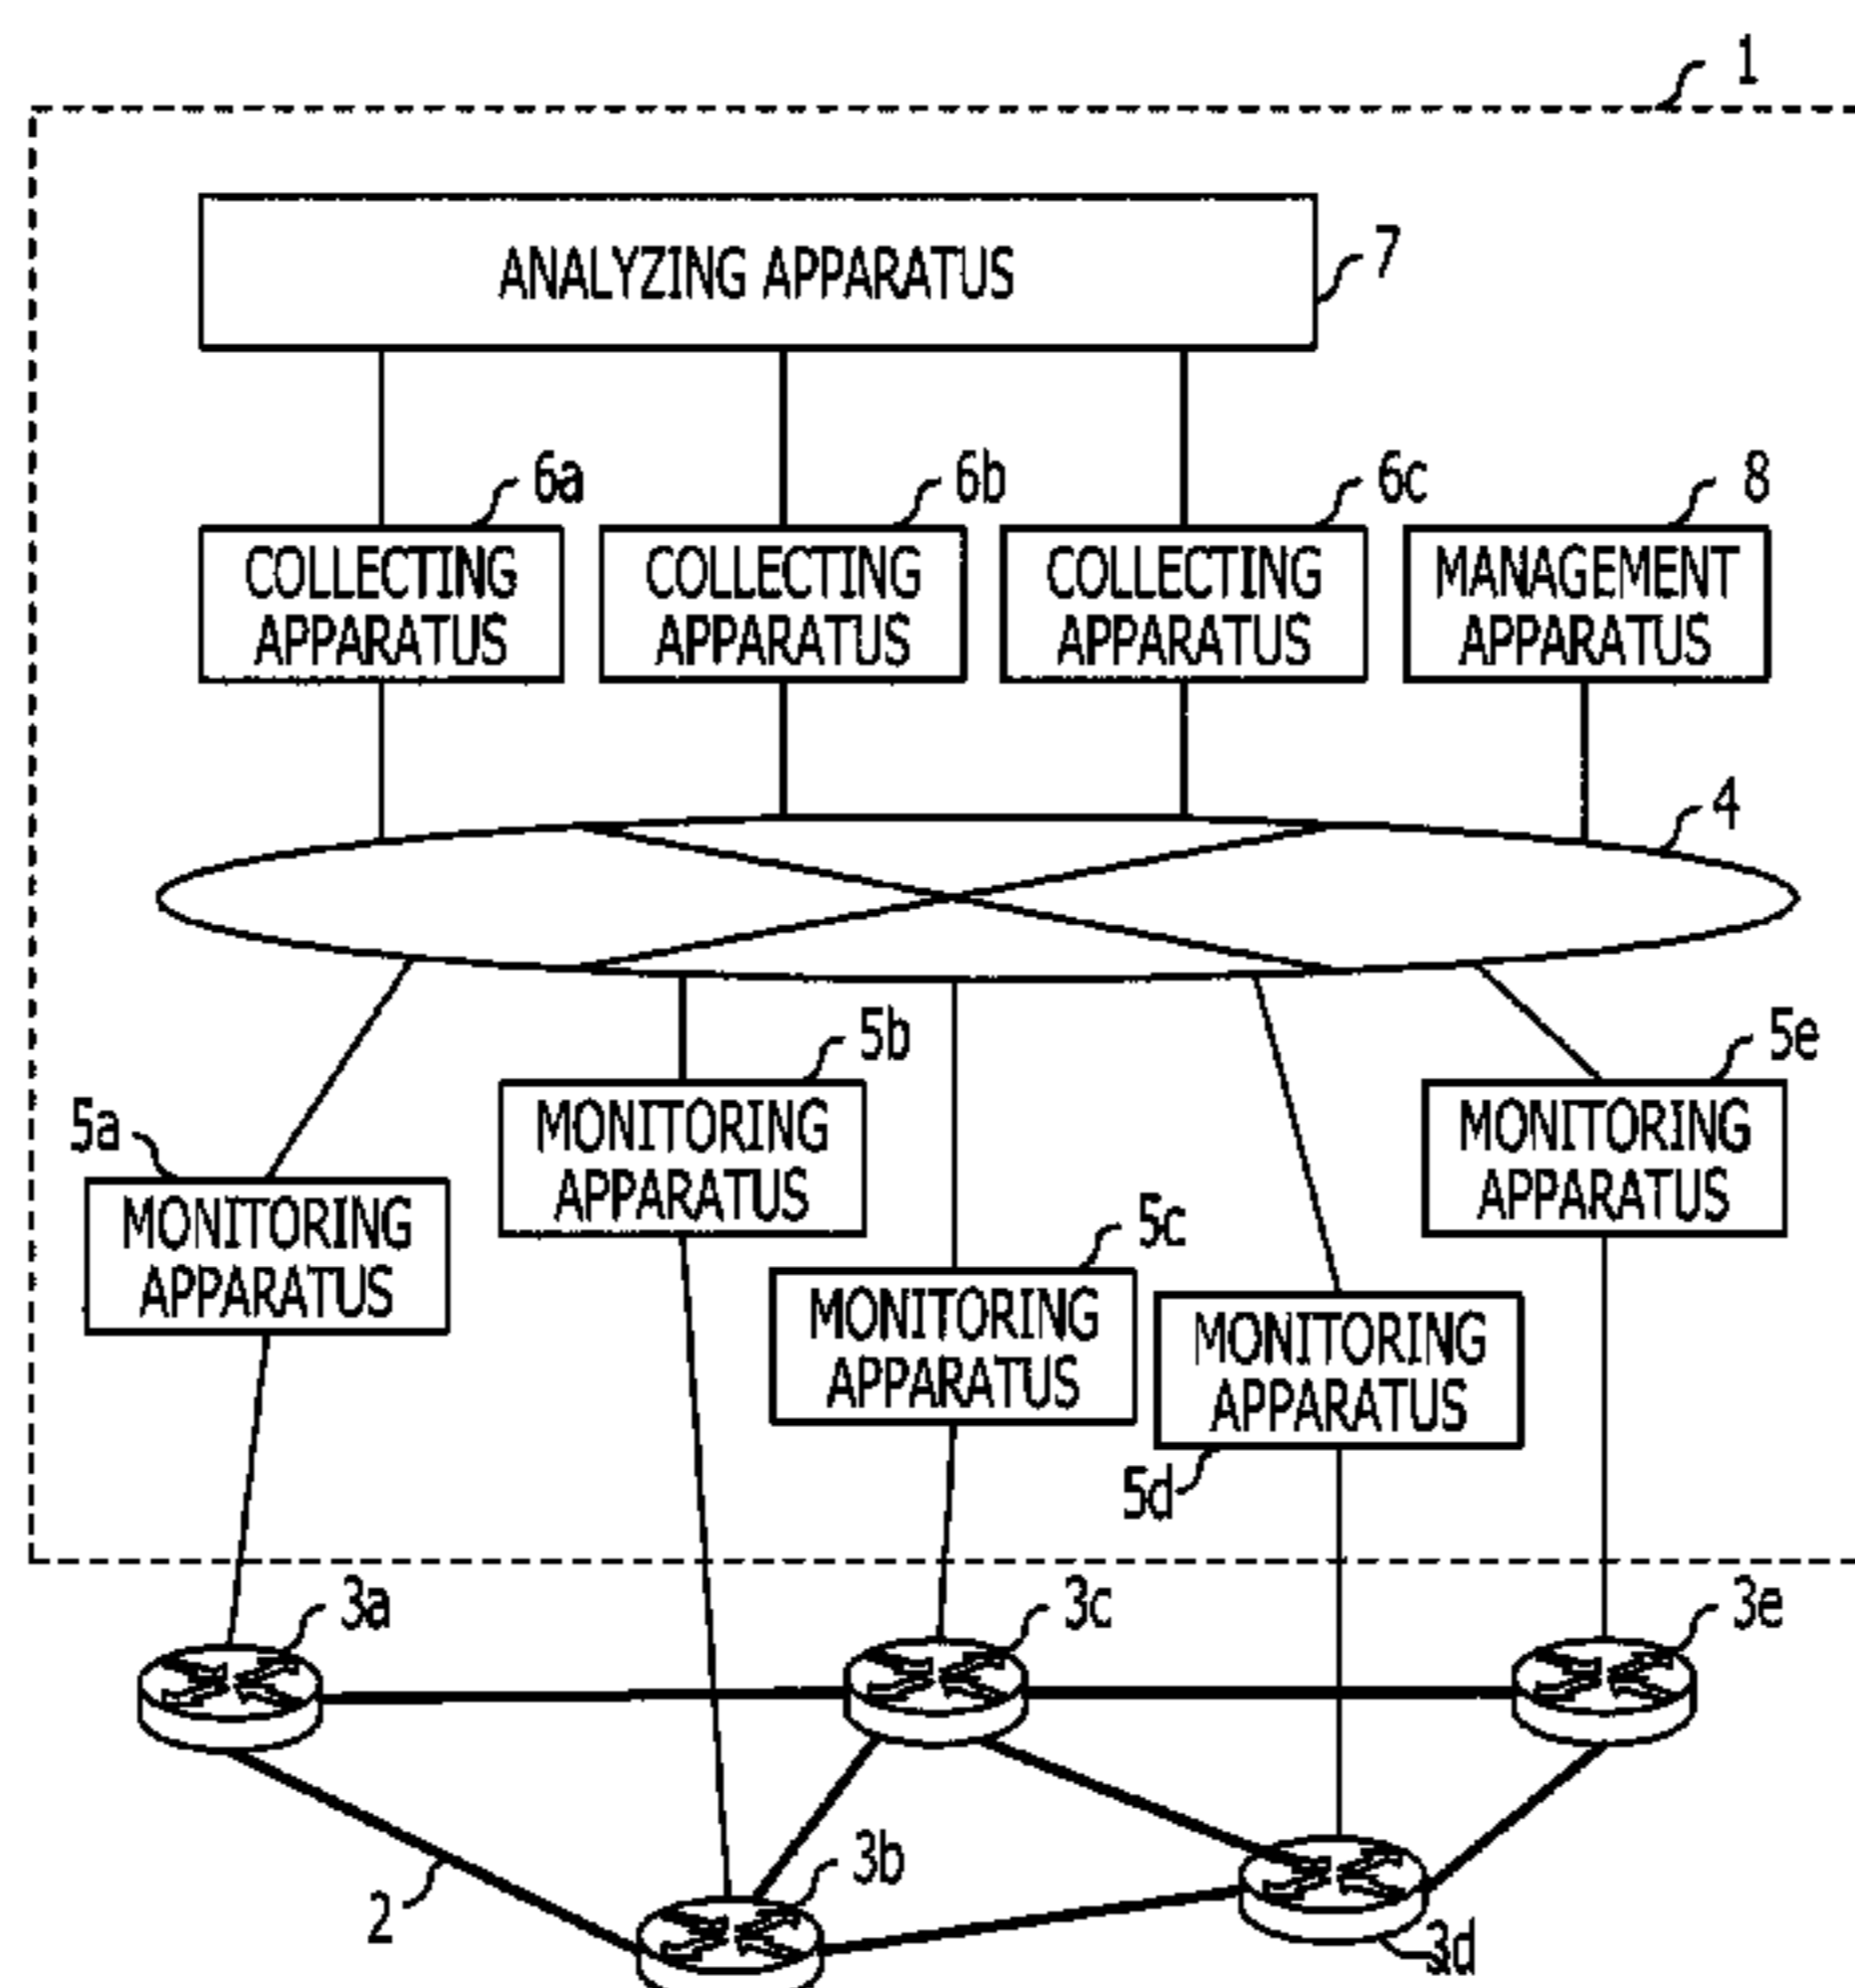 1
ANALYZING APPARATUS
7
6a
6b
6c
8
COLLECTING
APPARATUS
COLLECTING
APPARATUS
COLLECTING
APPARATUS
MANAGEMENT
APPARATUS
4
5a
MONITORING
APPARATUS
5b
MONITORING
APPARATUS
5c
MONITORING
APPARATUS
5d
MONITORING
APPARATUS
5e
MONITORING
APPARATUS
3a
3c
3e
2
3b
3d